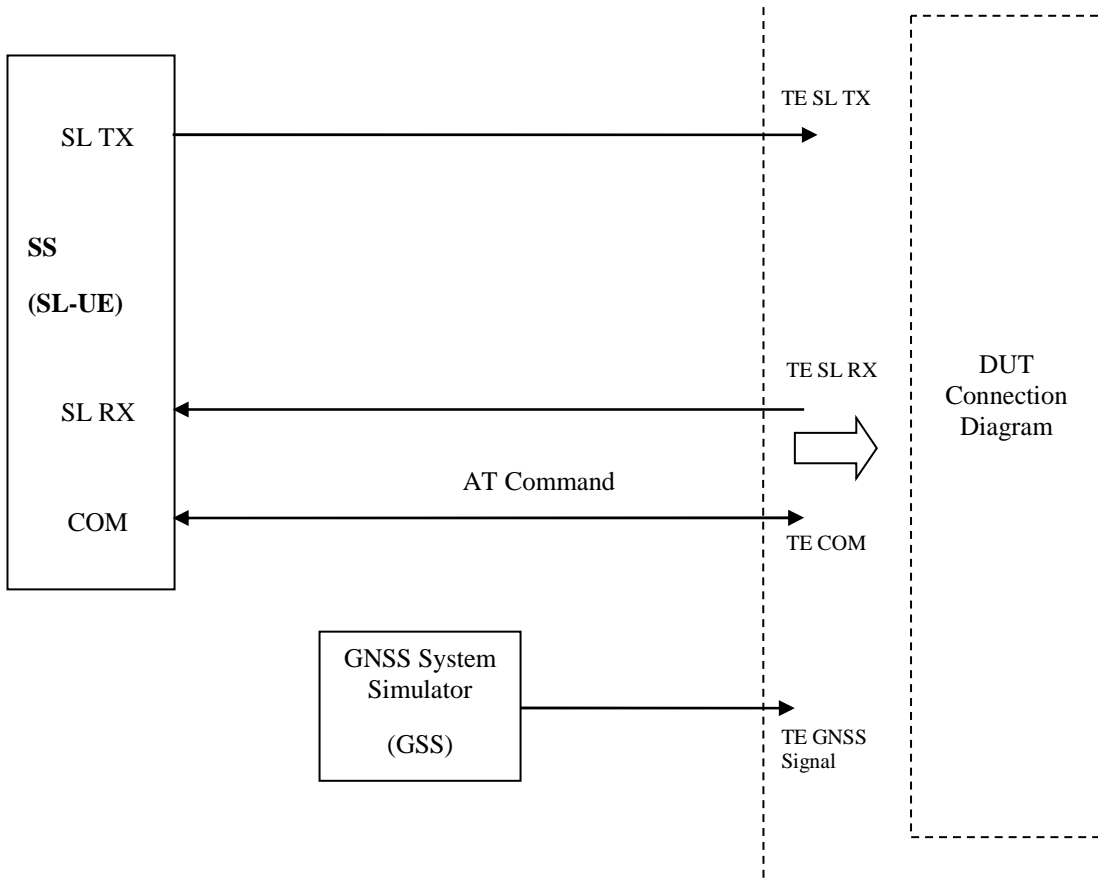 SL TX
SS
(SL-UE)
SL RX
COM
AT Command
GNSS System
Simulator
(GSS)
TE SL TX
TE SL RX
TE COM
TE GNSS
Signal
DUT
Connection
Diagram